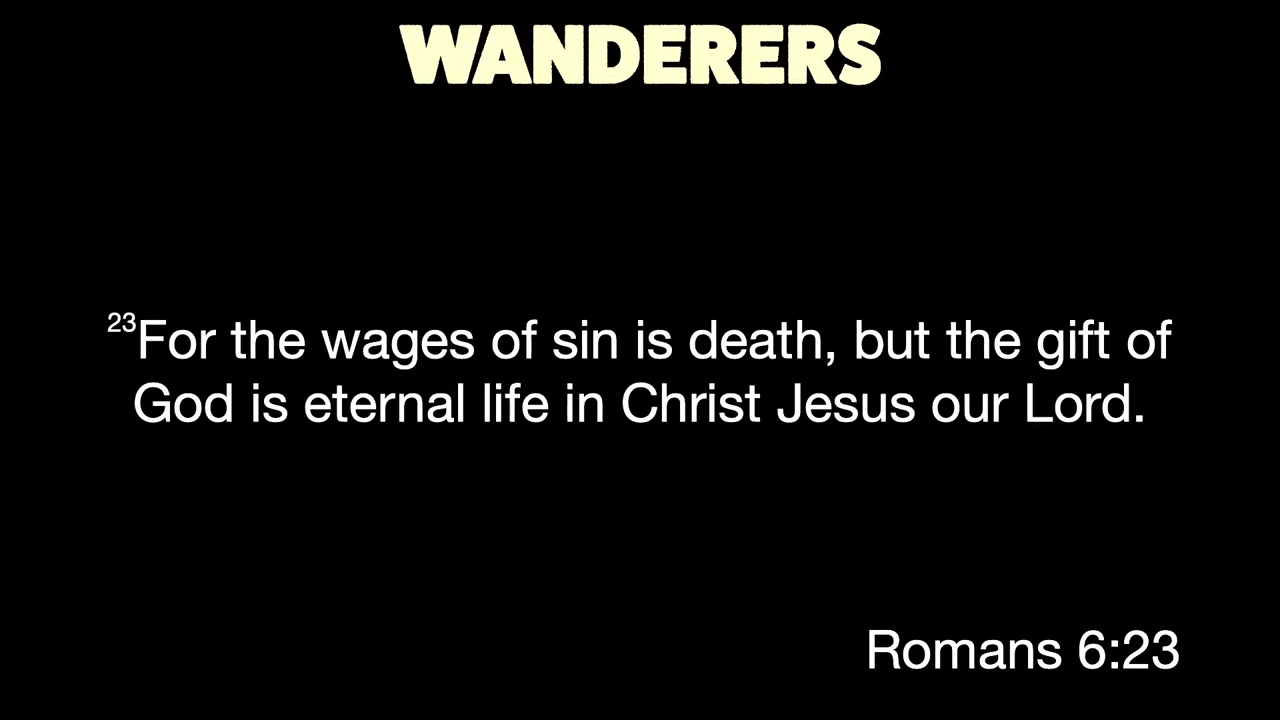 WANDERERS
23For the wages of sin is death, but the gift of
God is eternal life in Christ Jesus our Lord.
Romans 6:23